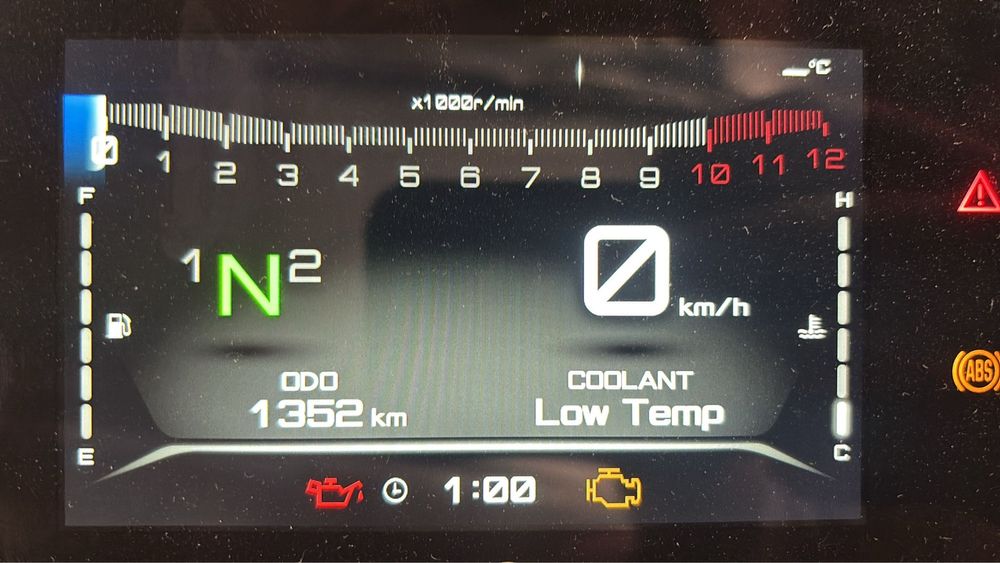 __°C
x1000r/min
0 1 2 3 4 5 6 7 8 9 10 11 12
F
H
1 N 2
0 km/h
ODO
COOLANT
1352 km
Low Temp
ABS
E
C
1:00